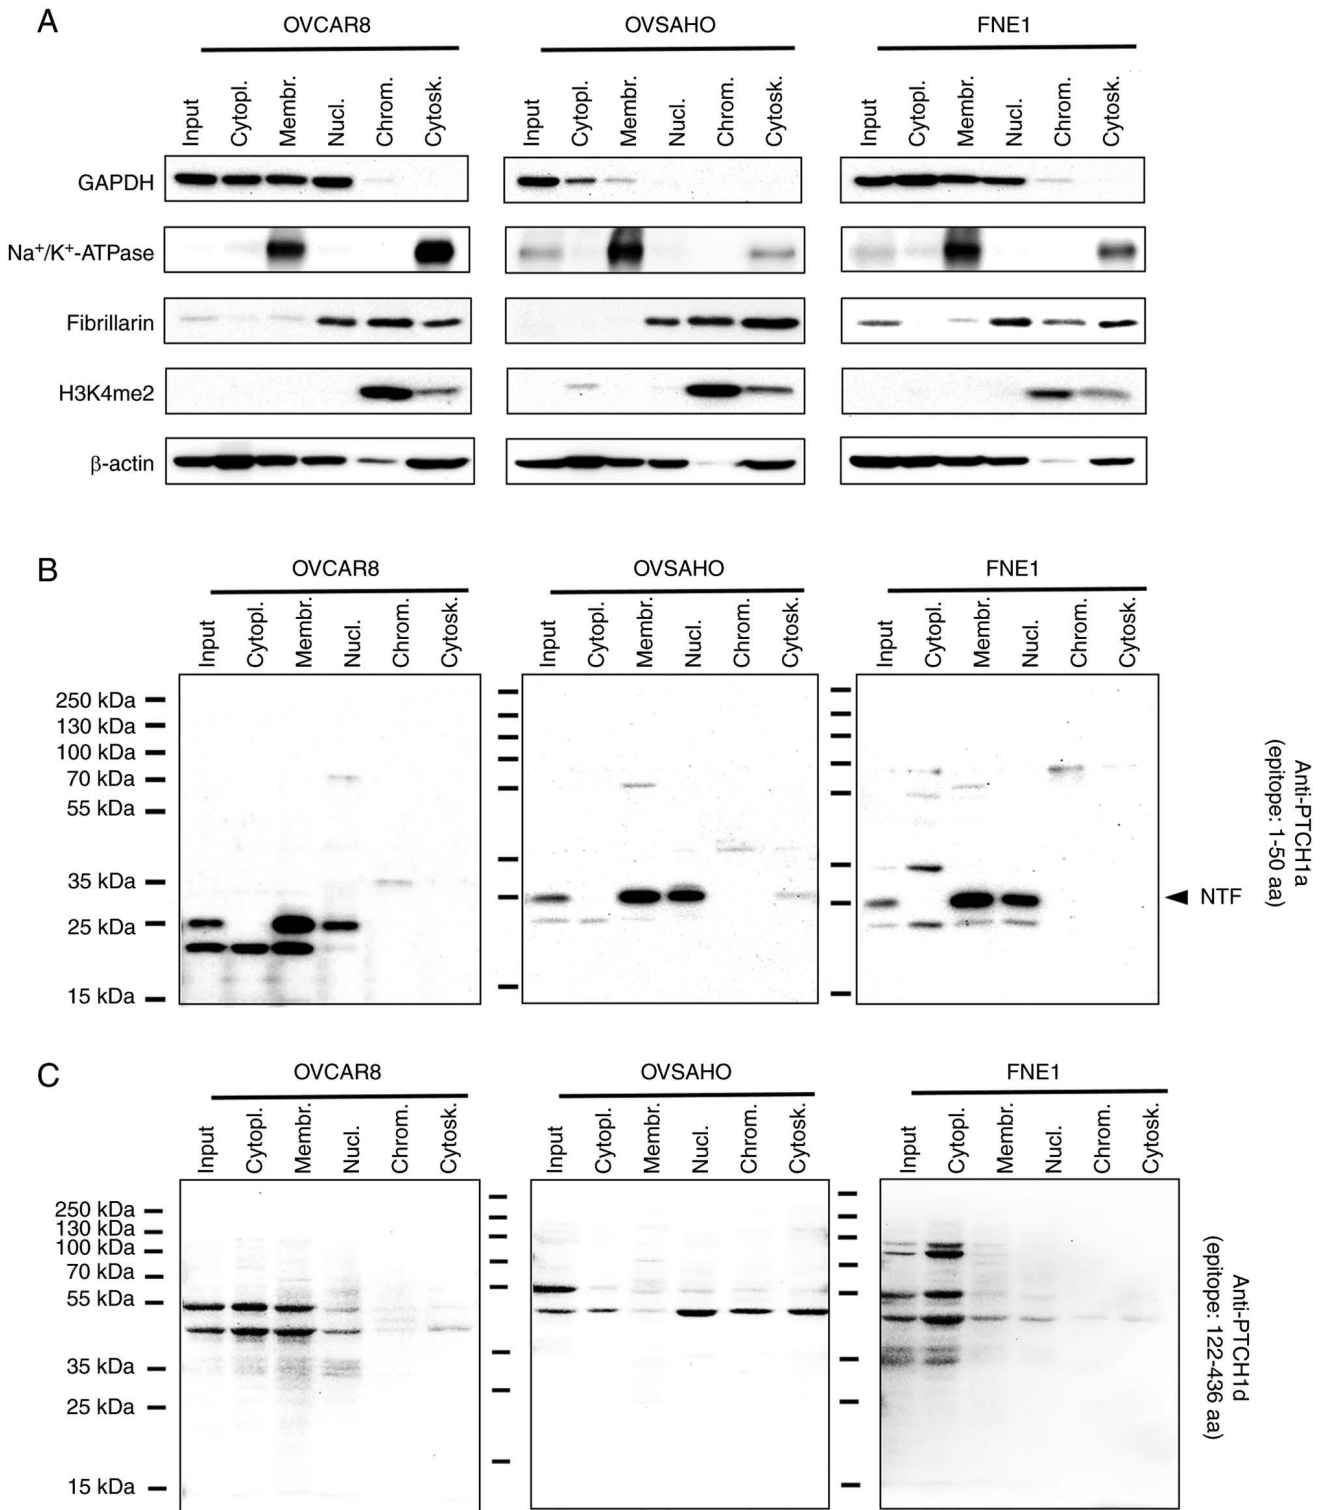 A
OVCAR8 OVSAHO FNE1
Input Cytopl. Membr. Nucl. Chrom. Cytosk. Input Cytopl. Membr. Nucl. Chrom. Cytosk. Input Cytopl. Membr. Nucl. Chrom. Cytosk.
GAPDH
Na⁺/K⁺-ATPase
Fibrillarin
H3K4me2
β-actin
B
OVCAR8 OVSAHO FNE1
Input Cytopl. Membr. Nucl. Chrom. Cytosk. Input Cytopl. Membr. Nucl. Chrom. Cytosk. Input Cytopl. Membr. Nucl. Chrom. Cytosk.
250 kDa
130 kDa
100 kDa
70 kDa
55 kDa
35 kDa
25 kDa
15 kDa
NTF
Anti-PTCH1a
(epitope: 1-50 aa)
C
OVCAR8 OVSAHO FNE1
Input Cytopl. Membr. Nucl. Chrom. Cytosk. Input Cytopl. Membr. Nucl. Chrom. Cytosk. Input Cytopl. Membr. Nucl. Chrom. Cytosk.
250 kDa
130 kDa
100 kDa
70 kDa
55 kDa
35 kDa
25 kDa
15 kDa
Anti-PTCH1d
(epitope: 122-436 aa)